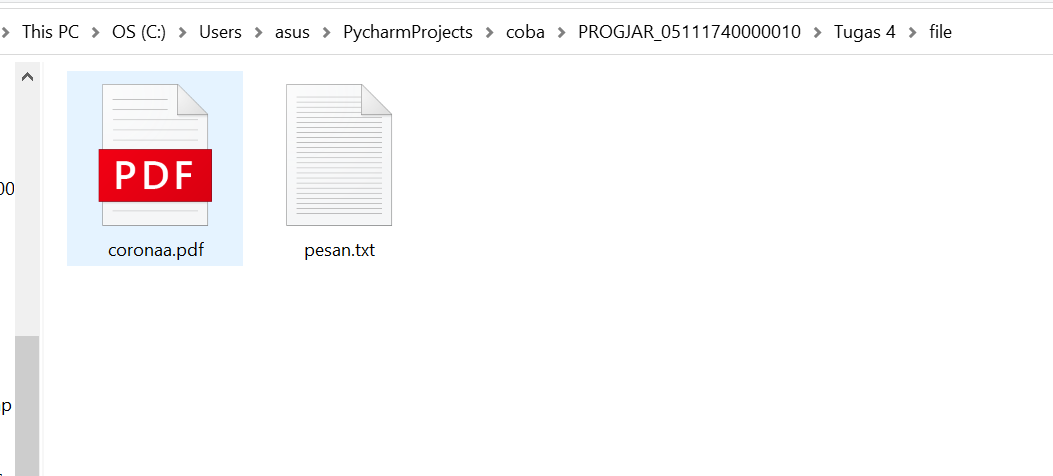 This PC > OS (C:) > Users > asus > PycharmProjects > coba > PROGJAR_05111740000010 > Tugas 4 > file
00
PDF
coronaa.pdf
pesan.txt